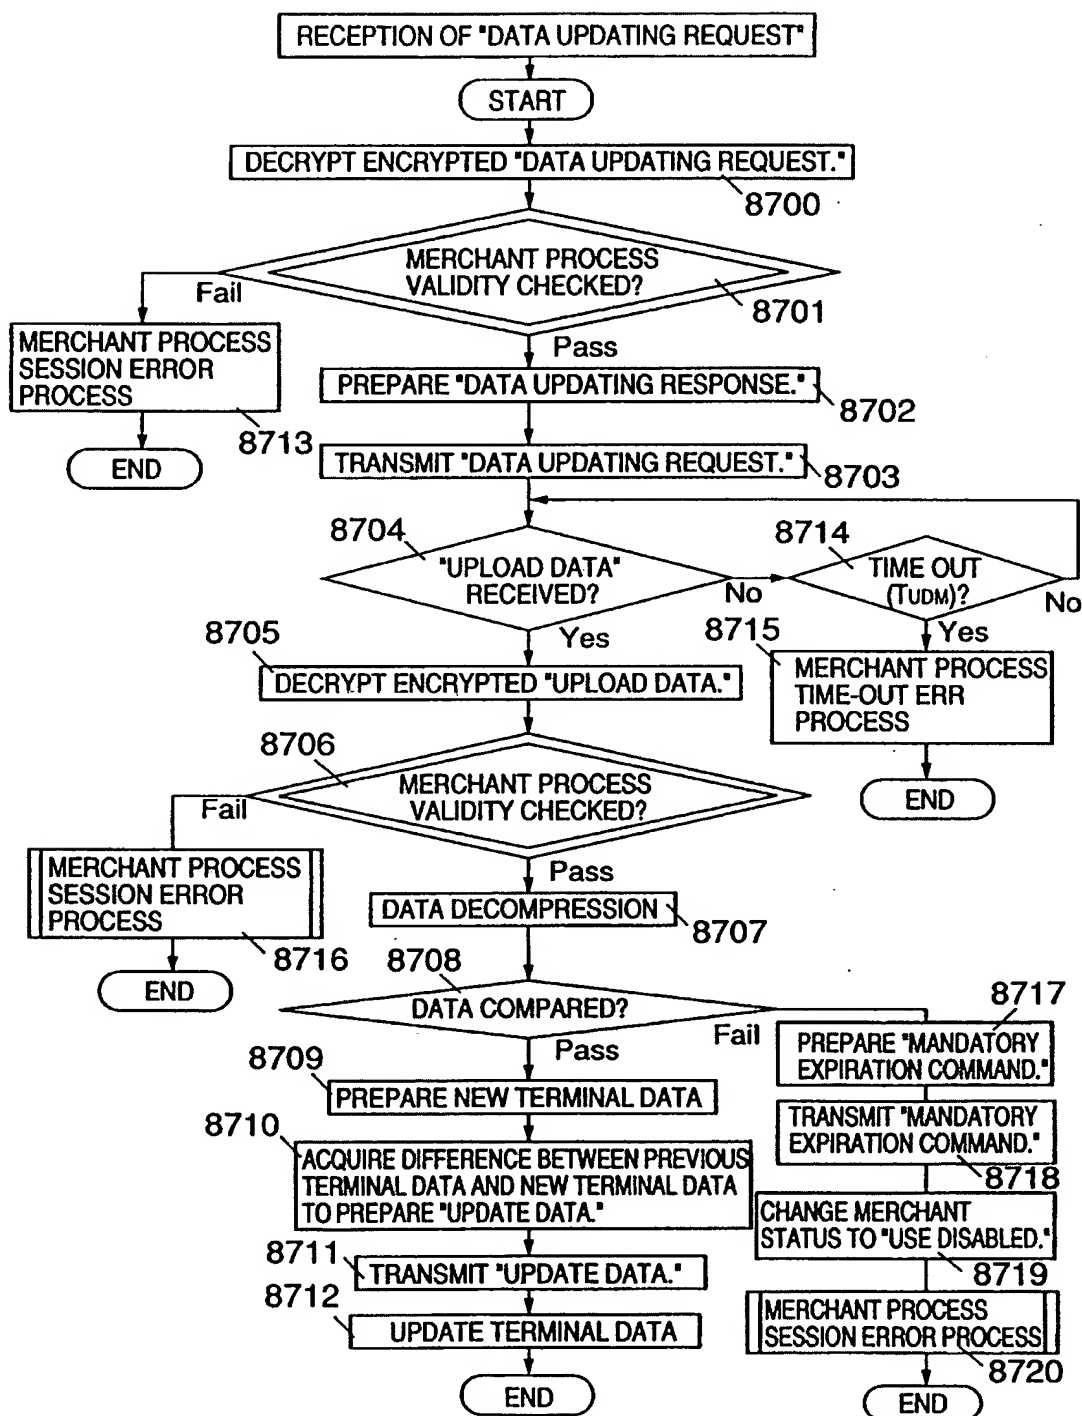 RECEPTION OF "DATA UPDATING REQUEST"
START
DECRYPT ENCRYPTED "DATA UPDATING REQUEST."
8700
MERCHANT PROCESS
VALIDITY CHECKED?
8701
Fail
Pass
MERCHANT PROCESS
SESSION ERROR
PROCESS
8713
END
PREPARE "DATA UPDATING RESPONSE."
8702
TRANSMIT "DATA UPDATING REQUEST."
8703
8704
"UPLOAD DATA"
RECEIVED?
No
Yes
8714
TIME OUT
(TUDM)?
No
Yes
8715
MERCHANT PROCESS
TIME-OUT ERR
PROCESS
END
8705
DECRYPT ENCRYPTED "UPLOAD DATA."
8706
MERCHANT PROCESS
VALIDITY CHECKED?
Fail
Pass
MERCHANT PROCESS
SESSION ERROR
PROCESS
8716
END
DATA DECOMPRESSION
8707
8708
DATA COMPARED?
Pass
Fail
8709
PREPARE NEW TERMINAL DATA
8710
ACQUIRE DIFFERENCE BETWEEN PREVIOUS
TERMINAL DATA AND NEW TERMINAL DATA
TO PREPARE "UPDATE DATA."
8711
TRANSMIT "UPDATE DATA."
8712
UPDATE TERMINAL DATA
END
8717
PREPARE "MANDATORY
EXPIRATION COMMAND."
TRANSMIT "MANDATORY
EXPIRATION COMMAND."
8718
CHANGE MERCHANT
STATUS TO "USE DISABLED."
8719
MERCHANT PROCESS
SESSION ERROR PROCESS
8720
END